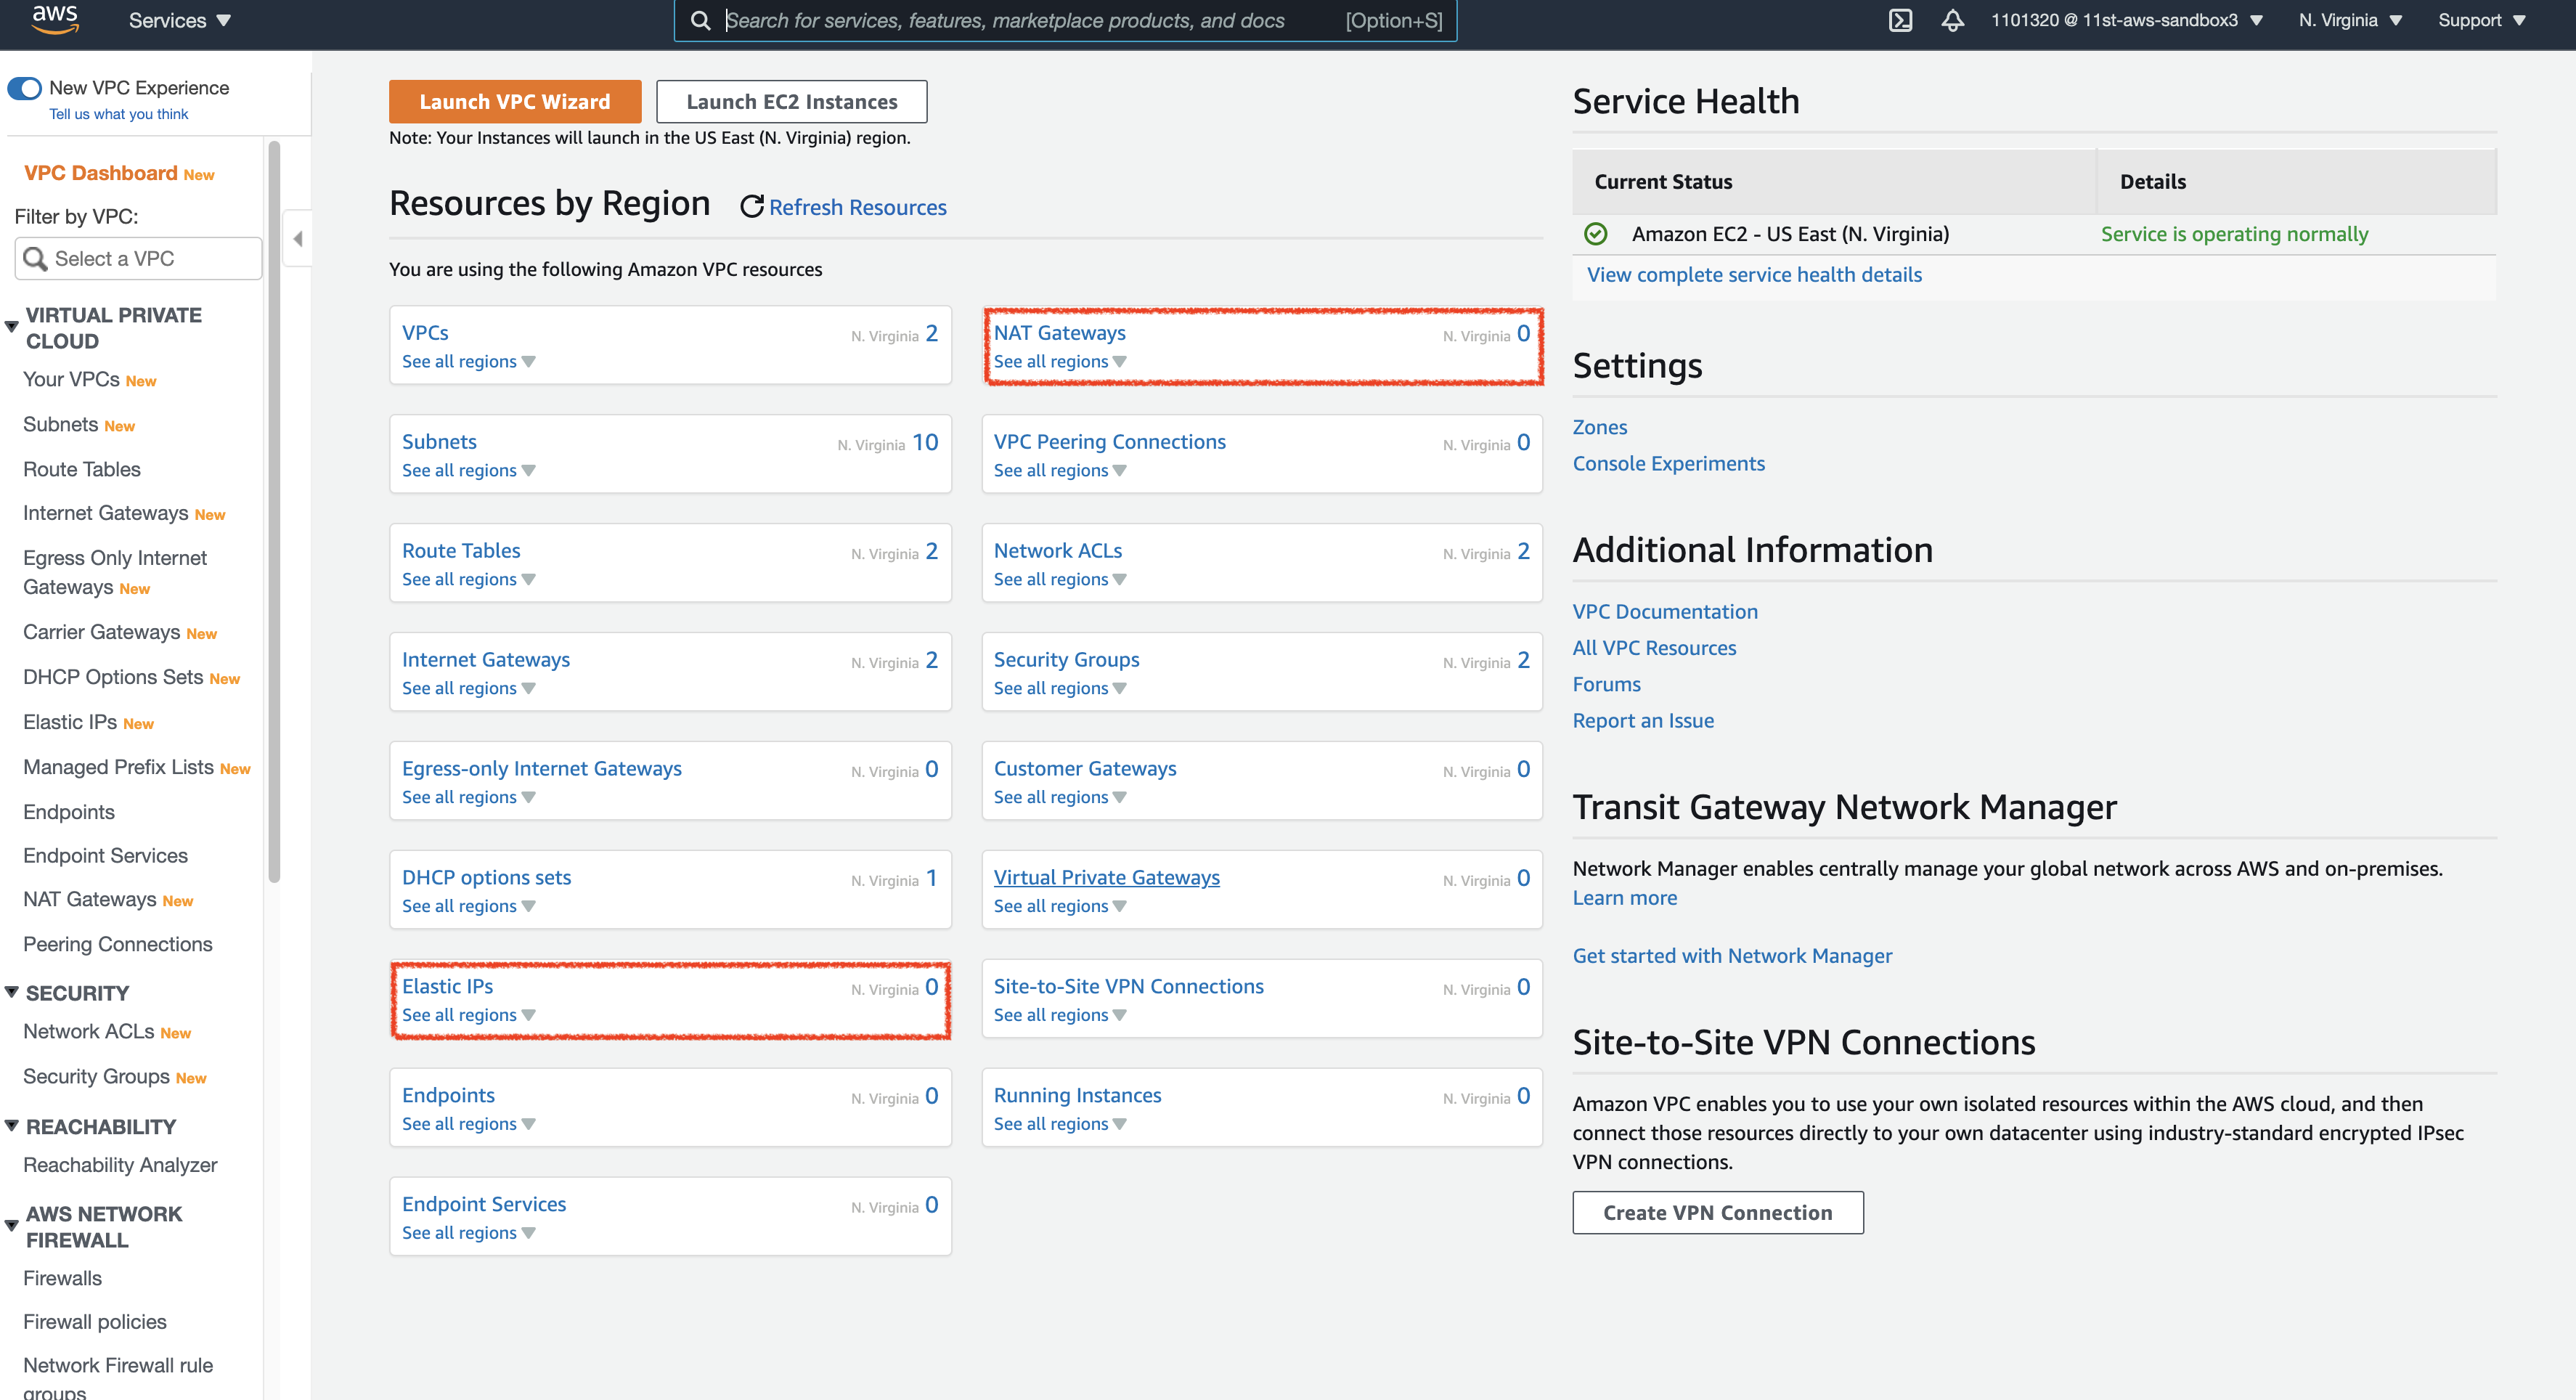 aws
Services
Search for services, features, marketplace products, and docs
[Option+S]
1101320 @ 11st-aws-sandbox3
N. Virginia
Support
New VPC Experience
Tell us what you think
VPC Dashboard New
Filter by VPC:
Select a VPC
VIRTUAL PRIVATE
CLOUD
Your VPCs New
Subnets New
Route Tables
Internet Gateways New
Egress Only Internet
Gateways New
Carrier Gateways New
DHCP Options Sets New
Elastic IPs New
Managed Prefix Lists New
Endpoints
Endpoint Services
NAT Gateways New
Peering Connections
SECURITY
Network ACLs New
Security Groups New
REACHABILITY
Reachability Analyzer
AWS NETWORK
FIREWALL
Firewalls
Firewall policies
Network Firewall rule
groups
Launch VPC Wizard
Launch EC2 Instances
Note: Your Instances will launch in the US East (N. Virginia) region.
Resources by Region
Refresh Resources
You are using the following Amazon VPC resources
VPCs N. Virginia 2
See all regions
NAT Gateways N. Virginia 0
See all regions
Subnets N. Virginia 10
See all regions
VPC Peering Connections N. Virginia 0
See all regions
Route Tables N. Virginia 2
See all regions
Network ACLs N. Virginia 2
See all regions
Internet Gateways N. Virginia 2
See all regions
Security Groups N. Virginia 2
See all regions
Egress-only Internet Gateways N. Virginia 0
See all regions
Customer Gateways N. Virginia 0
See all regions
DHCP options sets N. Virginia 1
See all regions
Virtual Private Gateways N. Virginia 0
See all regions
Elastic IPs N. Virginia 0
See all regions
Site-to-Site VPN Connections N. Virginia 0
See all regions
Endpoints N. Virginia 0
See all regions
Running Instances N. Virginia 0
See all regions
Endpoint Services N. Virginia 0
See all regions
Service Health
Current Status Details
Amazon EC2 - US East (N. Virginia) Service is operating normally
View complete service health details
Settings
Zones
Console Experiments
Additional Information
VPC Documentation
All VPC Resources
Forums
Report an Issue
Transit Gateway Network Manager
Network Manager enables centrally manage your global network across AWS and on-premises.
Learn more
Get started with Network Manager
Site-to-Site VPN Connections
Amazon VPC enables you to use your own isolated resources within the AWS cloud, and then
connect those resources directly to your own datacenter using industry-standard encrypted IPsec
VPN connections.
Create VPN Connection